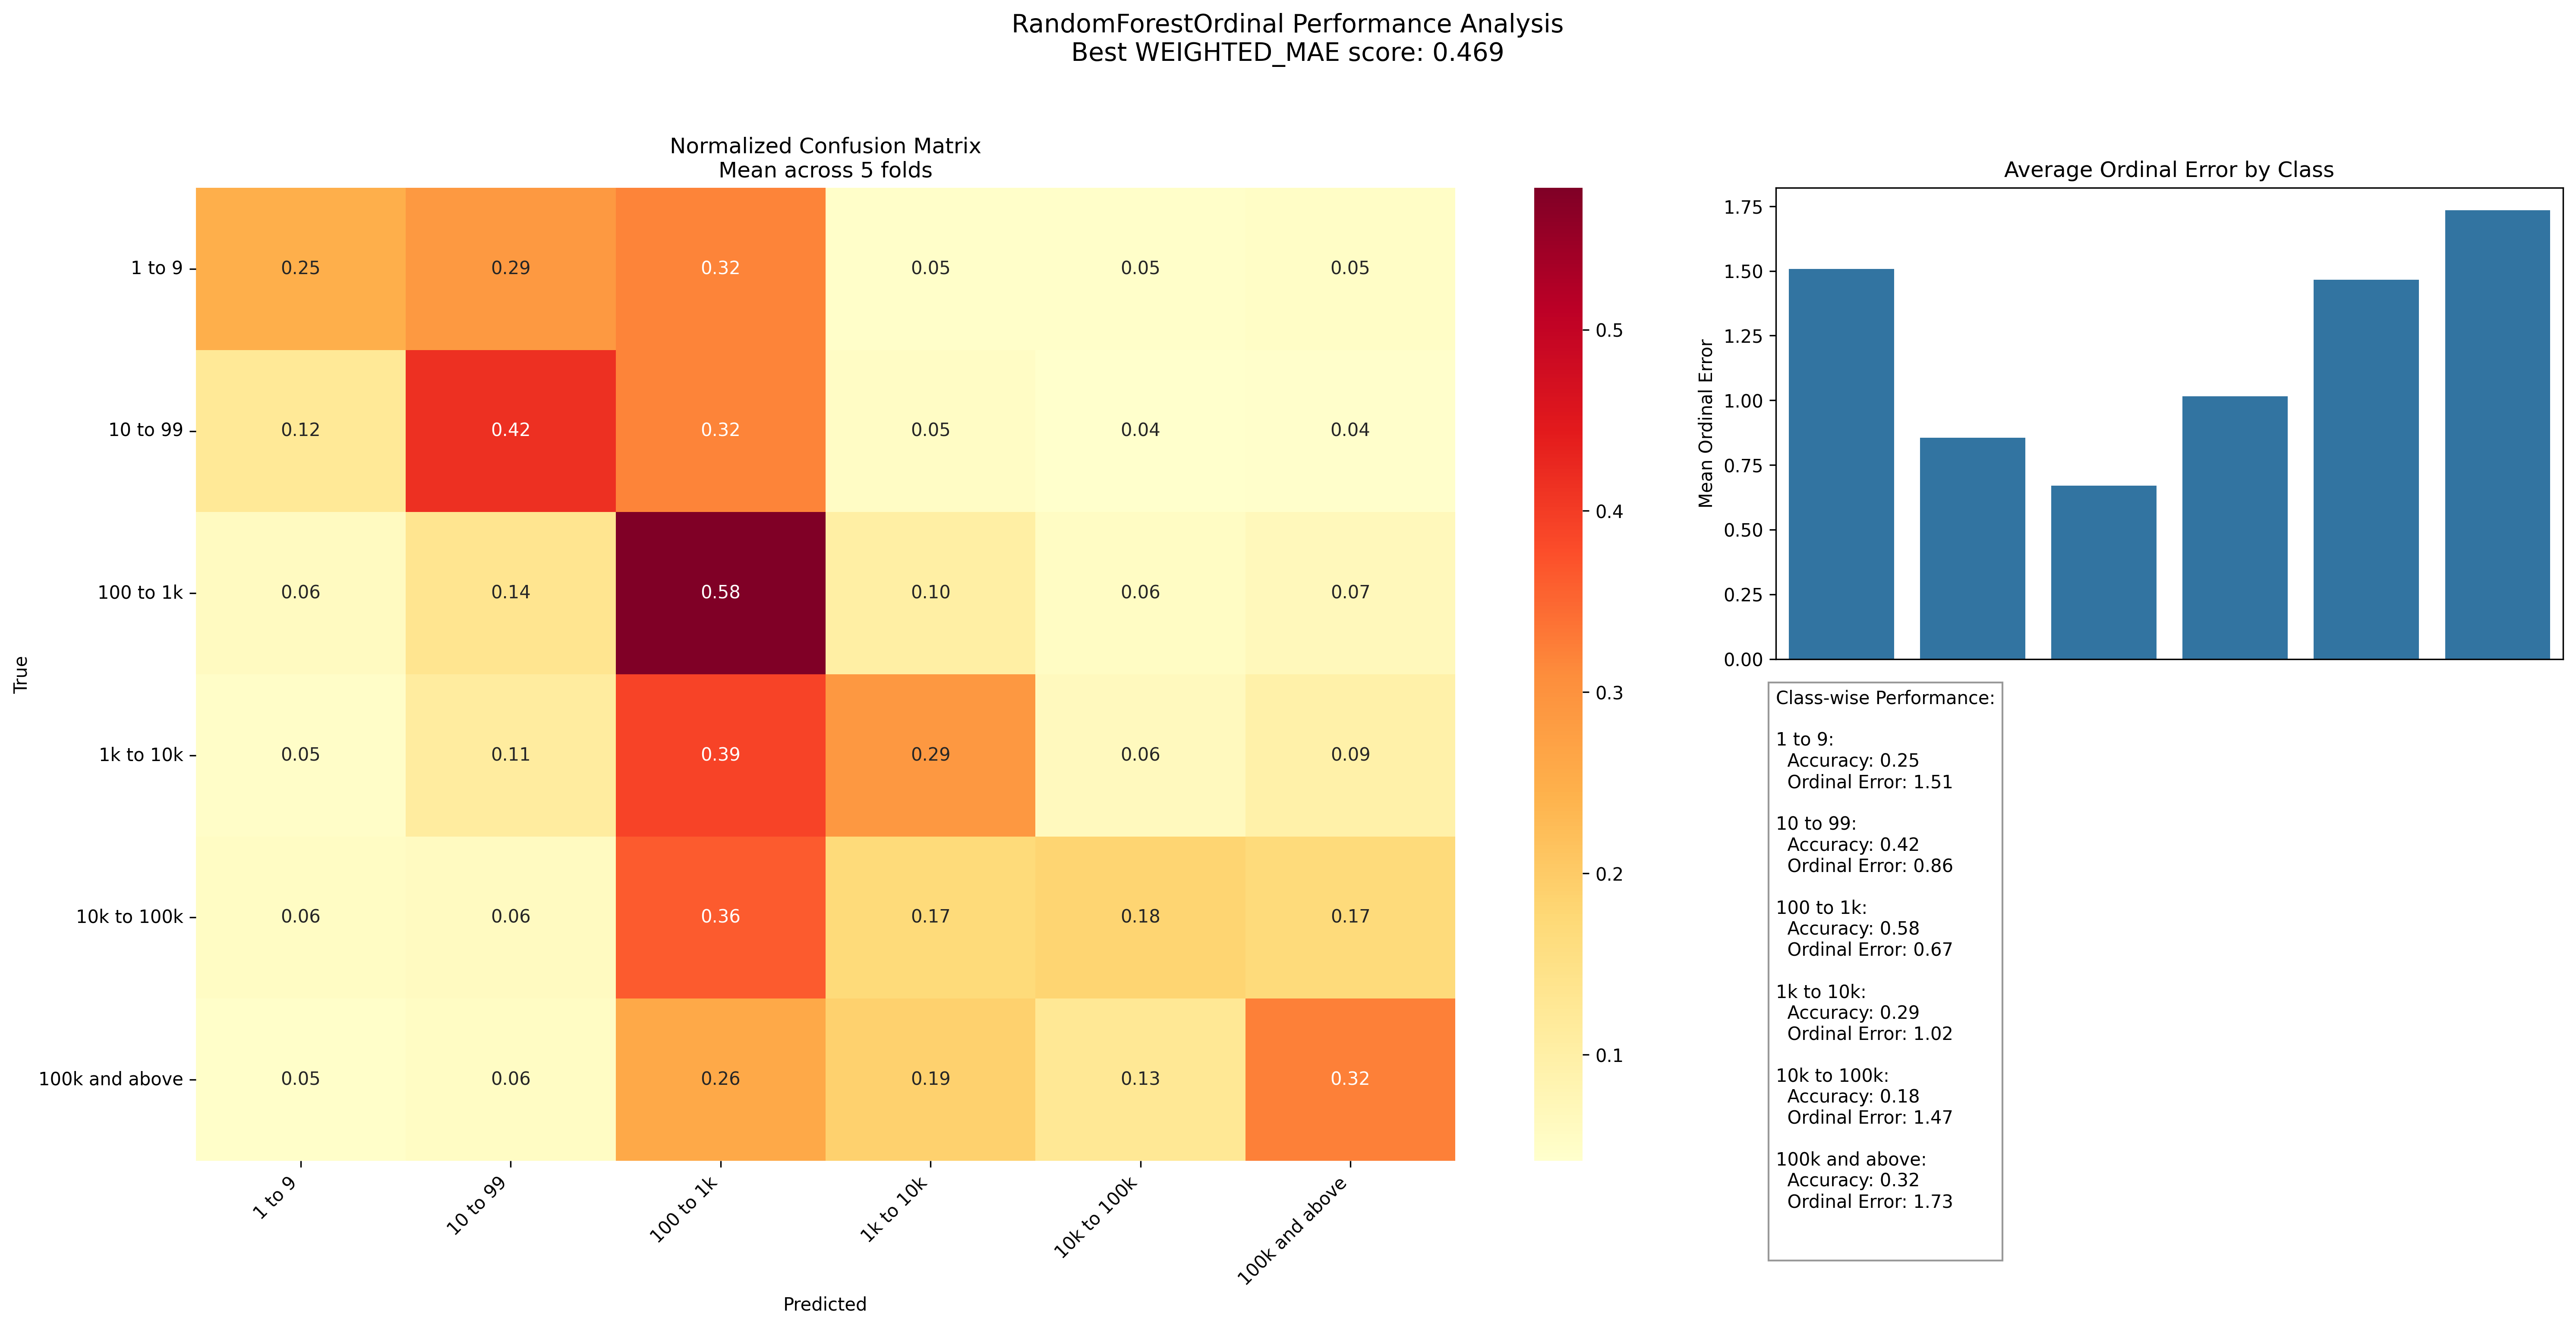 RandomForestOrdinal Performance Analysis
Best WEIGHTED_MAE score: 0.469
Normalized Confusion Matrix
Mean across 5 folds
True
1 to 9
0.25 0.29 0.32 0.05 0.05 0.05
10 to 99
0.12 0.42 0.32 0.05 0.04 0.04
100 to 1k
0.06 0.14 0.58 0.10 0.06 0.07
1k to 10k
0.05 0.11 0.39 0.29 0.06 0.09
10k to 100k
0.06 0.06 0.36 0.17 0.18 0.17
100k and above
0.05 0.06 0.26 0.19 0.13 0.32
1 to 9
10 to 99
100 to 1k
1k to 10k
10k to 100k
100k and above
Predicted
0.5
0.4
0.3
0.2
0.1
Average Ordinal Error by Class
Mean Ordinal Error
1.75
1.50
1.25
1.00
0.75
0.50
0.25
0.00
Class-wise Performance:
1 to 9:
Accuracy: 0.25
Ordinal Error: 1.51
10 to 99:
Accuracy: 0.42
Ordinal Error: 0.86
100 to 1k:
Accuracy: 0.58
Ordinal Error: 0.67
1k to 10k:
Accuracy: 0.29
Ordinal Error: 1.02
10k to 100k:
Accuracy: 0.18
Ordinal Error: 1.47
100k and above:
Accuracy: 0.32
Ordinal Error: 1.73